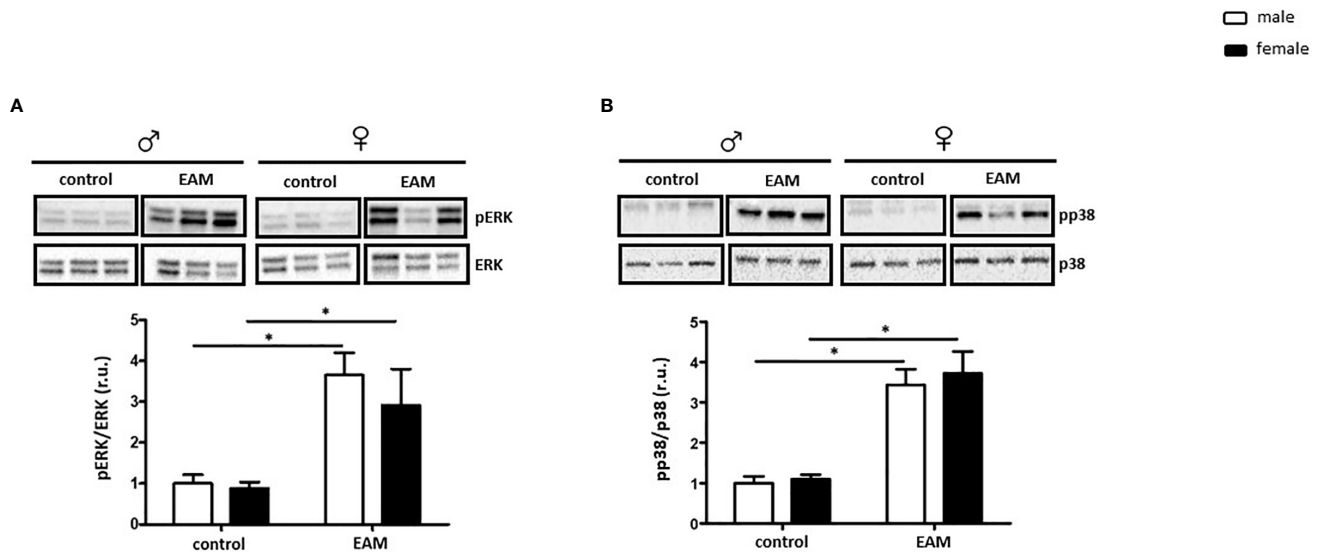 male
female
A
B
♂ ♀
♂ ♀
control EAM control EAM
control EAM control EAM
pERK
pp38
ERK
p38
5
4
3
2
1
0
pERK/ERK (r.u.)
*
*
control EAM
5
4
3
2
1
0
pp38/p38 (r.u.)
*
*
control EAM